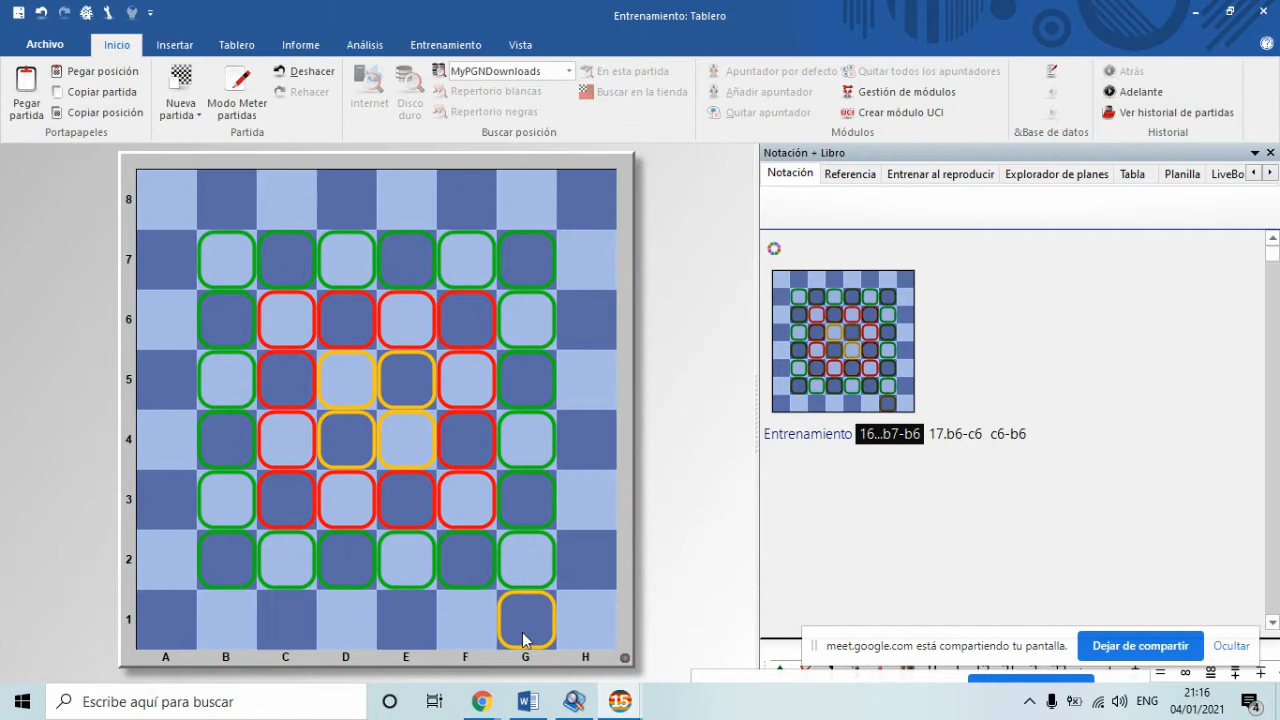 Entrenamiento: Tablero
Archivo Inicio Insertar Tablero Informe Análisis Entrenamiento Vista
Pegar partida
Pegar posición
Copiar partida
Copiar posición
Portapapeles
Nueva partida
Modo Meter partidas
Deshacer
Rehacer
Partida
Internet
Disco duro
MyPGNDownloads
Repertorio blancas
Repertorio negras
En esta partida
Buscar en la tienda
Buscar posición
Apuntador por defecto
Añadir apuntador
Quitar apuntador
Quitar todos los apuntadores
Gestión de módulos
Crear módulo UCI
Módulos
&Base de datos
Atrás
Adelante
Ver historial de partidas
Historial
Notación + Libro
Notación Referencia Entrenar al reproducir Explorador de planes Tabla Planilla LiveBo
8
7
6
5
4
3
2
1
A B C D E F G H
Entrenamiento 16...b7-b6 17.b6-c6 c6-b6
meet.google.com está compartiendo tu pantalla. Dejar de compartir Ocultar
Escribe aquí para buscar
15
ENG
21:16
04/01/2021
4